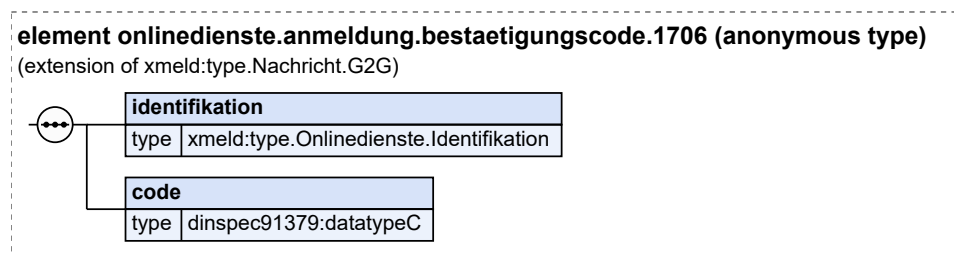 element onlinedienste.anmeldung.bestaetigungscode.1706 (anonymous type)
(extension of xmeld:type.Nachricht.G2G)
identifikation
type xmeld:type.Onlinedienste.Identifikation
code
type dinspec91379:datatypeC